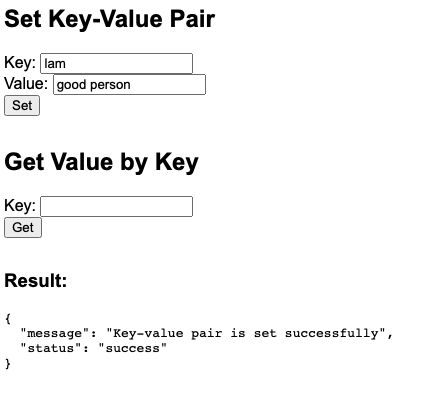 Set Key-Value Pair
Key: Iam
Value: good person
Set
Get Value by Key
Key:
Get
Result:
{
  "message": "Key-value pair is set successfully",
  "status": "success"
}